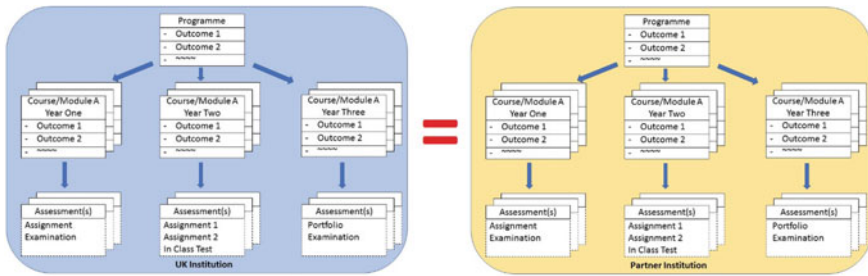 Programme
- Outcome 1
- Outcome 2
- ~~~~
Course/Module A
Year One
- Outcome 1
- Outcome 2
- ~~~~
Course/Module A
Year Two
- Outcome 1
- Outcome 2
- ~~~~
Course/Module A
Year Three
- Outcome 1
- Outcome 2
- ~~~~
Assessment(s)
Assignment
Examination
Assessment(s)
Assignment 1
Assignment 2
In Class Test
Assessment(s)
Portfolio
Examination
UK Institution
=
Programme
- Outcome 1
- Outcome 2
- ~~~~
Course/Module A
Year One
- Outcome 1
- Outcome 2
- ~~~~
Course/Module A
Year Two
- Outcome 1
- Outcome 2
- ~~~~
Course/Module A
Year Three
- Outcome 1
- Outcome 2
- ~~~~
Assessment(s)
Assignment
Examination
Assessment(s)
Assignment 1
Assignment 2
In Class Test
Assessment(s)
Portfolio
Examination
Partner Institution